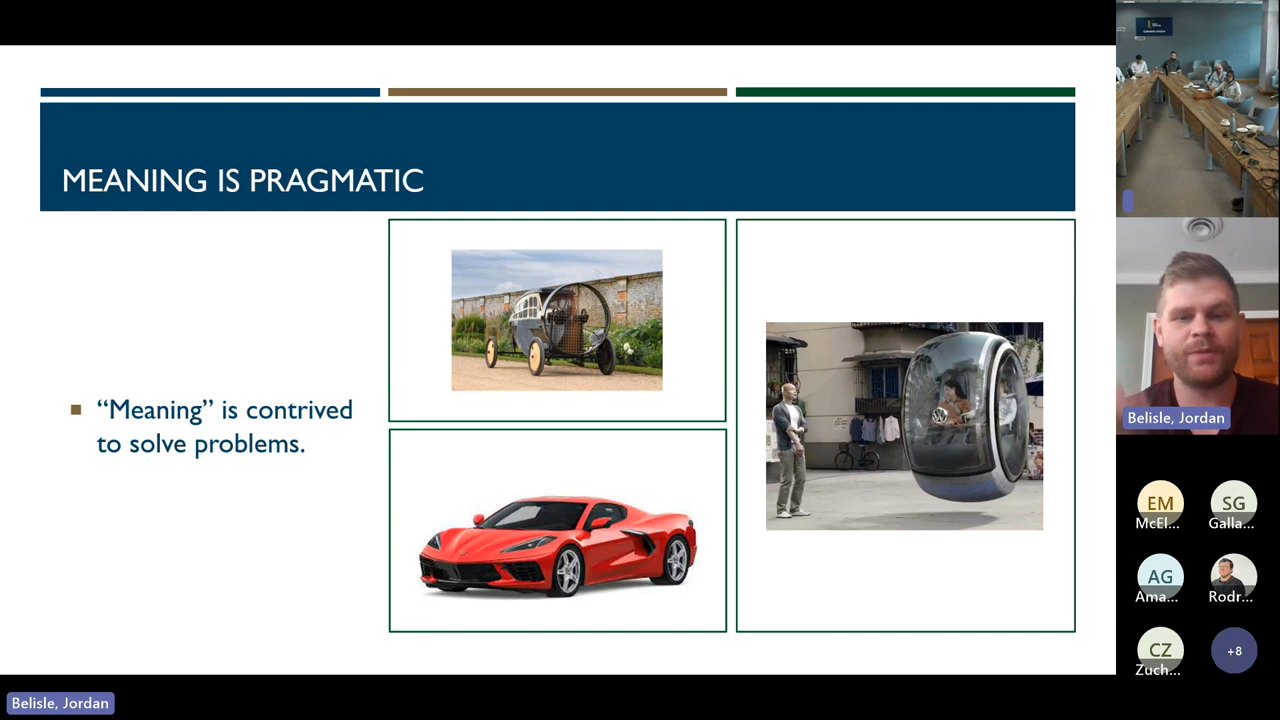 MEANING IS PRAGMATIC
“Meaning” is contrived
to solve problems.
Belisle, Jordan
EM
SG
McEl...
Galla...
AG
Ama...
Rodr...
CZ
+8
Zuch...
Belisle, Jordan